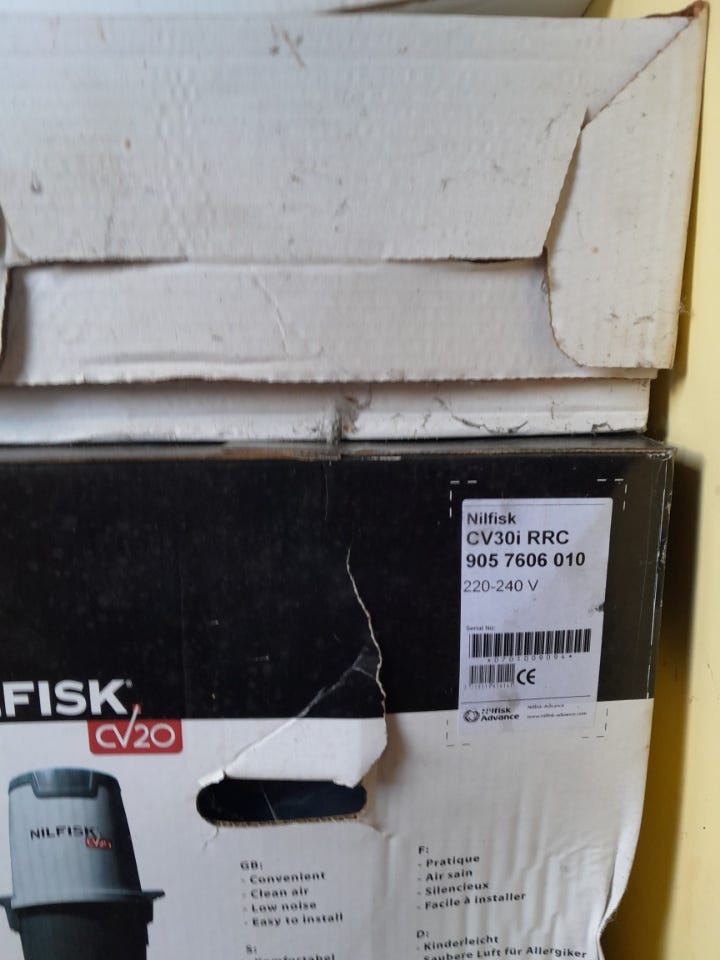 Nilfisk
CV30i RRC
905 7606 010
220-240 V
Serial No:
CE
Nilfisk
Advance
Nilfisk-Advance
www.nilfisk-advance.com
FISK
CV20
NILFISK
GB:
- Convenient
- Clean air
- Low noise
- Easy to install
S:
F:
- Pratique
- Air sain
- Silencieux
- Facile à installer
D:
- Kinderleicht
- Saubere Luft für Allergiker